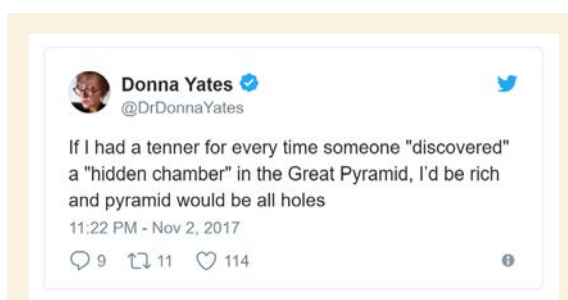 Donna Yates
@DrDonnaYates
If I had a tenner for every time someone "discovered"
a "hidden chamber" in the Great Pyramid, I'd be rich
and pyramid would be all holes
11:22 PM - Nov 2, 2017
9 11 114